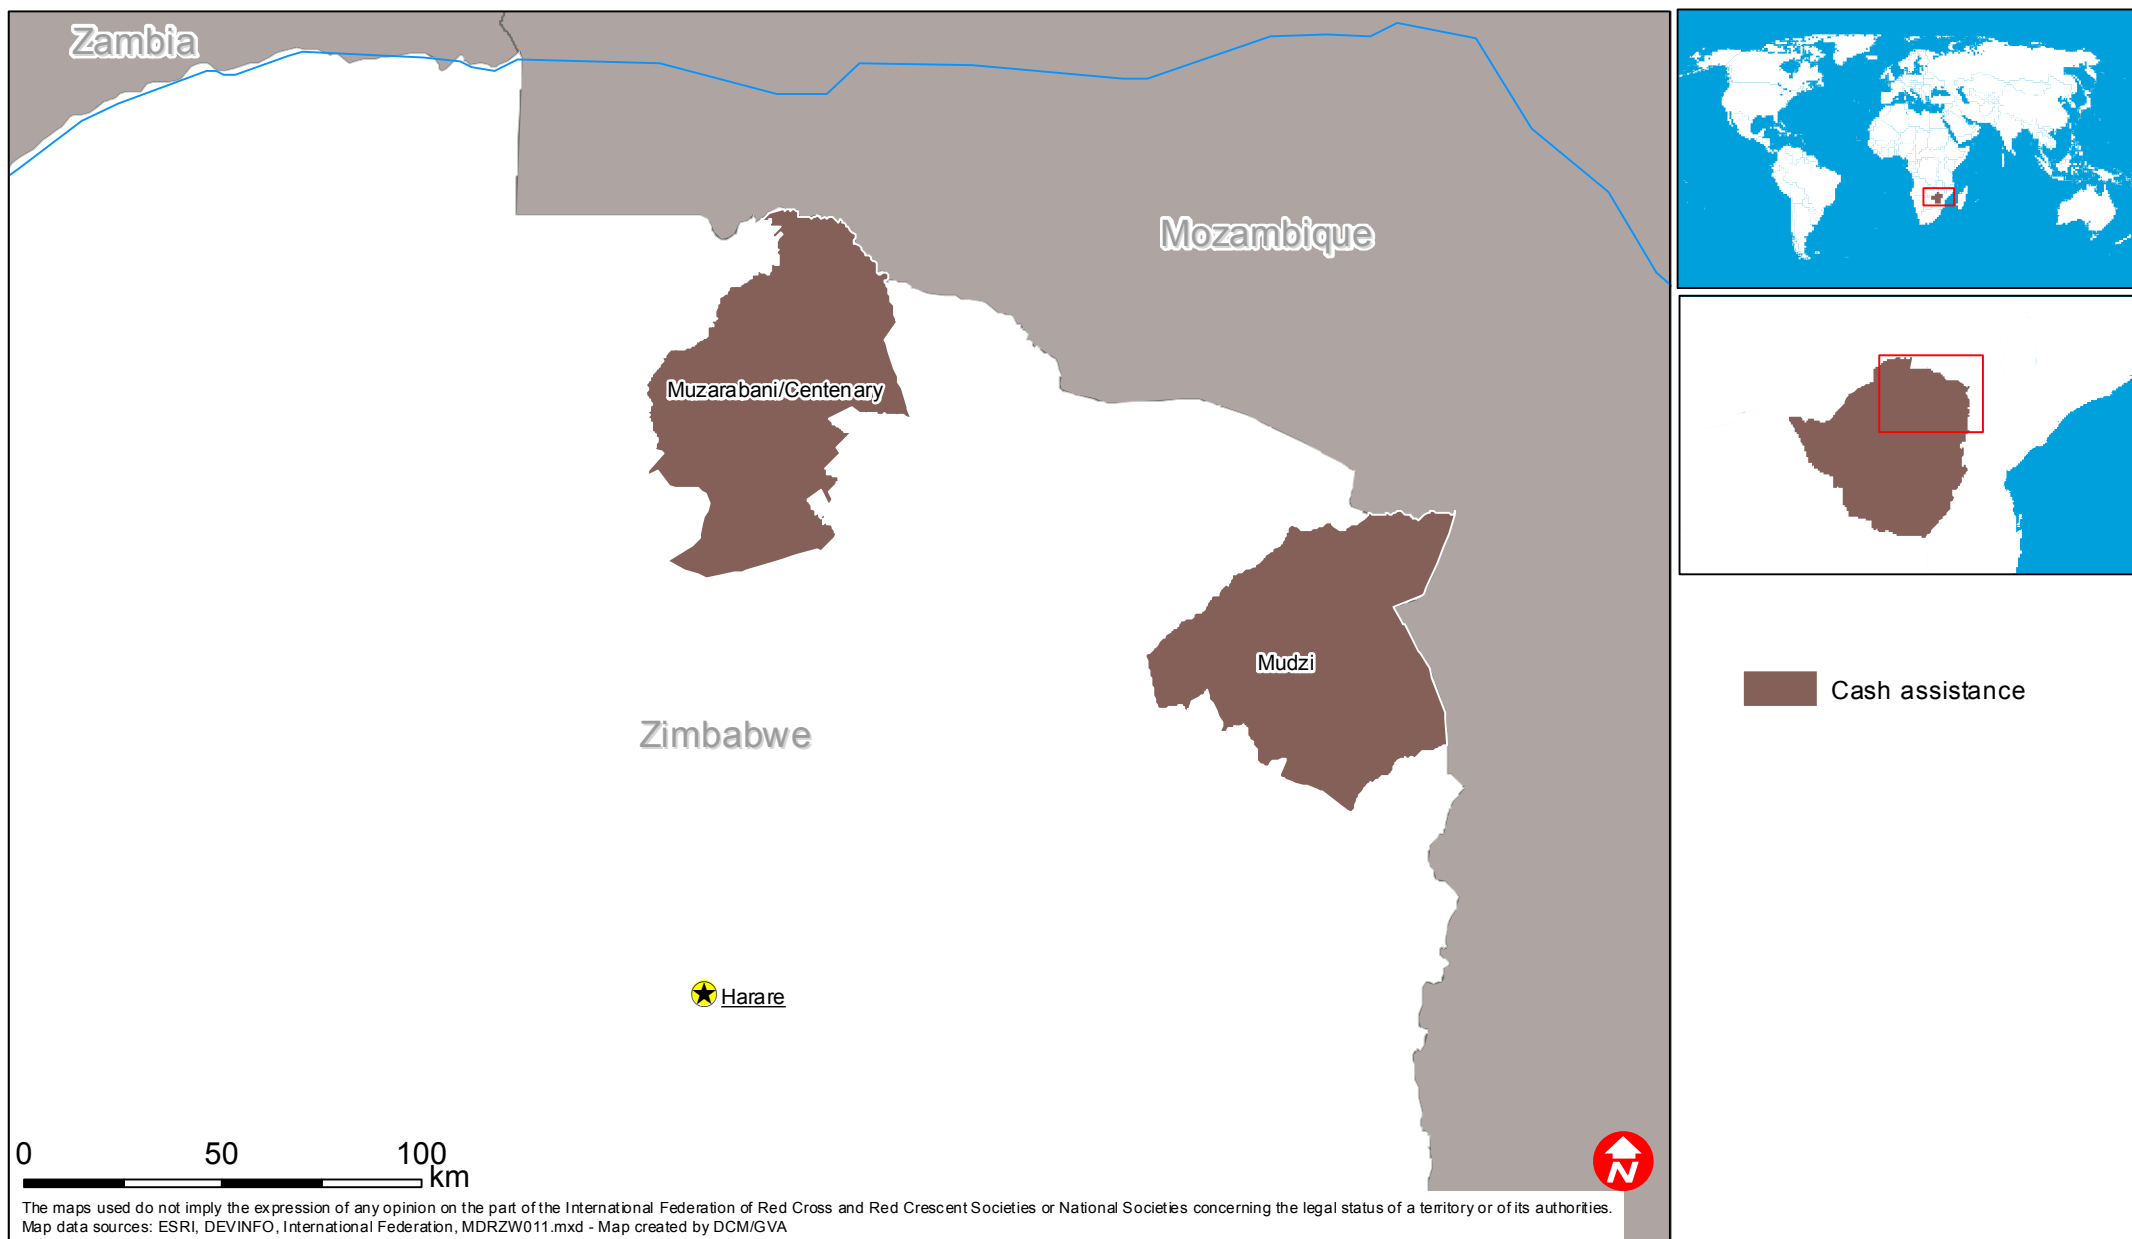 Zambia
Mozambique
Muzarabani/Centenary
Mudzi
Cash assistance
Zimbabwe
Harare
0 50 100
km
N
The maps used do not imply the expression of any opinion on the part of the International Federation of Red Cross and Red Crescent Societies or National Societies concerning the legal status of a territory or of its authorities.
Map data sources: ESRI, DEVINFO, International Federation, MDRZW011.mxd - Map created by DCM/GVA